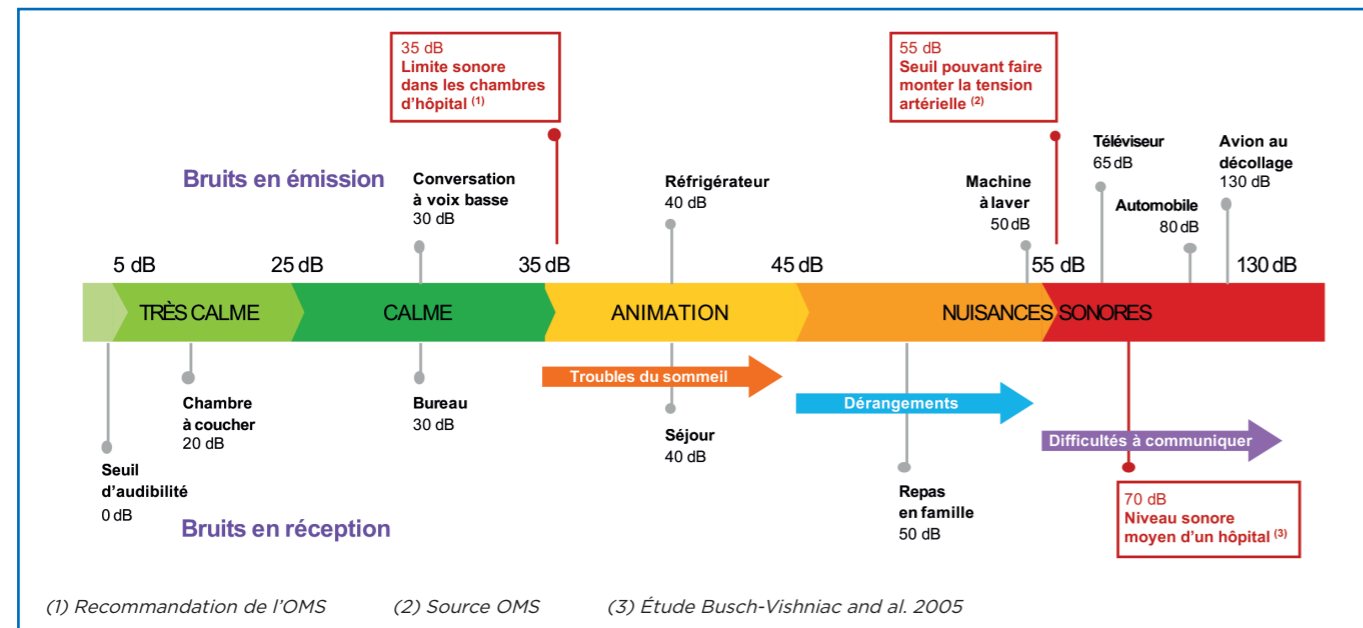 35 dB
Limite sonore
dans les chambres
d’hôpital (1)
55 dB
Seuil pouvant faire
monter la tension
artérielle (2)
Bruits en émission
Conversation
à voix basse
30 dB
Réfrigérateur
40 dB
Machine
à laver
50 dB
Téléviseur
65 dB
Automobile
80 dB
Avion au
décollage
130 dB
5 dB
25 dB
35 dB
45 dB
55 dB
130 dB
TRÈS CALME
CALME
ANIMATION
NUISANCES SONORES
Troubles du sommeil
Dérangements
Difficultés à communiquer
Seuil
d’audibilité
0 dB
Chambre
à coucher
20 dB
Bureau
30 dB
Séjour
40 dB
Repas
en famille
50 dB
70 dB
Niveau sonore
moyen d’un hôpital (3)
Bruits en réception
(1) Recommandation de l’OMS
(2) Source OMS
(3) Étude Busch-Vishniac and al. 2005